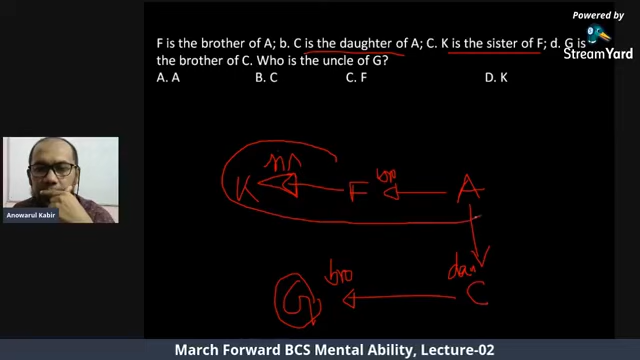 Powered by
StreamYard
F is the brother of A; b. C is the daughter of A; C. K is the sister of F; d. G is
the brother of C. Who is the uncle of G?
A. A B. C C. F D. K
K F bro A
bro dau C
G
Anowarul Kabir
March Forward BCS Mental Ability, Lecture-02